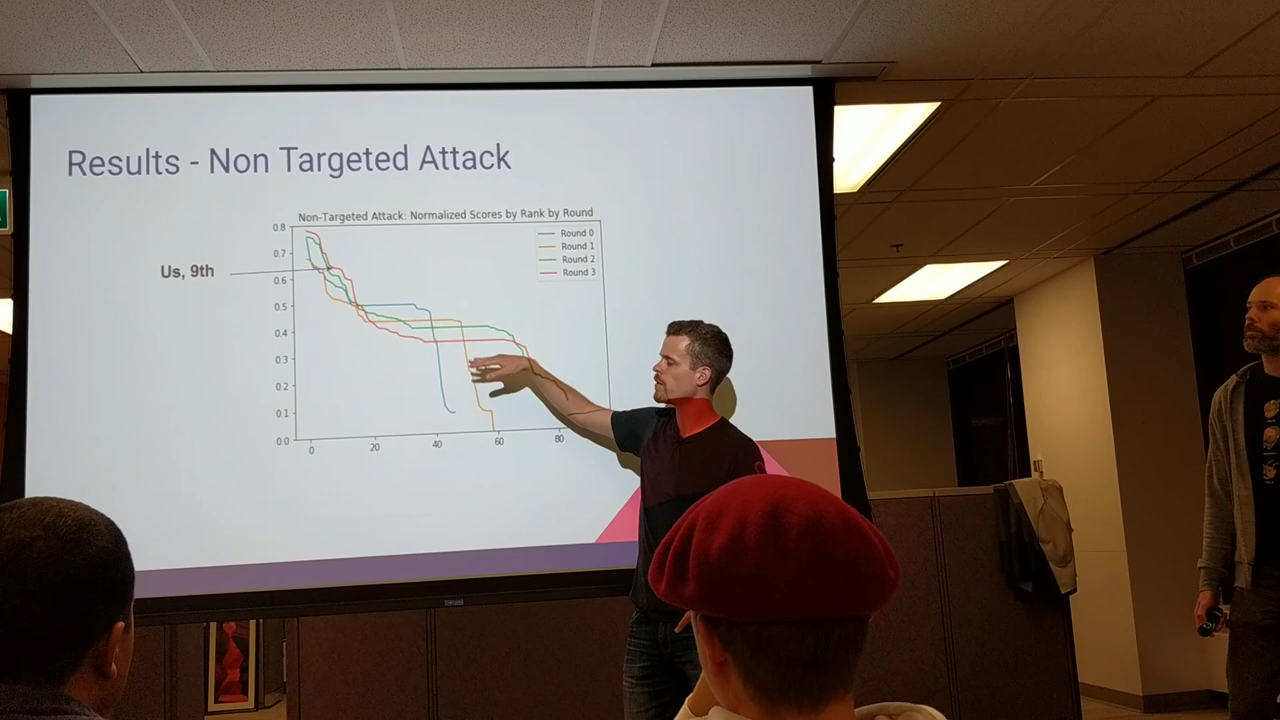 Results - Non Targeted Attack
Non-Targeted Attack: Normalized Scores by Rank by Round
Us, 9th
0.8
0.7
0.6
0.5
0.4
0.3
0.2
0.1
0.0
0
20
40
60
80
Round 0
Round 1
Round 2
Round 3